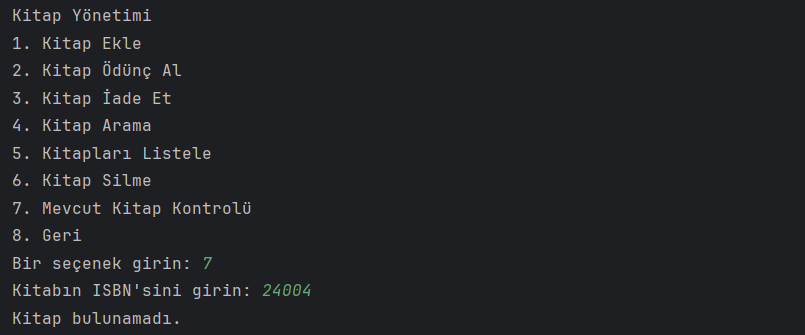 Kitap Yönetimi
1. Kitap Ekle
2. Kitap Ödünç Al
3. Kitap İade Et
4. Kitap Arama
5. Kitapları Listele
6. Kitap Silme
7. Mevcut Kitap Kontrolü
8. Geri
Bir seçenek girin: 7
Kitabın ISBN'sini girin: 24004
Kitap bulunamadı.